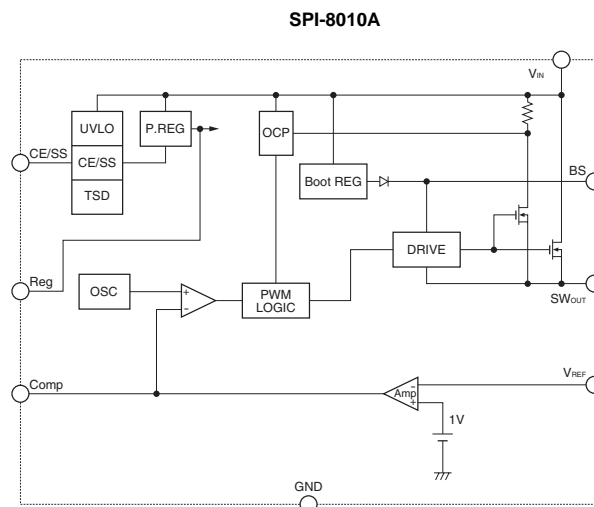 SPI-8010A
VIN
UVLO
P.REG
OCP
CE/SS
CE/SS
TSD
Boot REG
BS
DRIVE
Reg
OSC
+
−
PWM
LOGIC
SWOUT
Comp
Amp
−
+
VREF
1V
GND